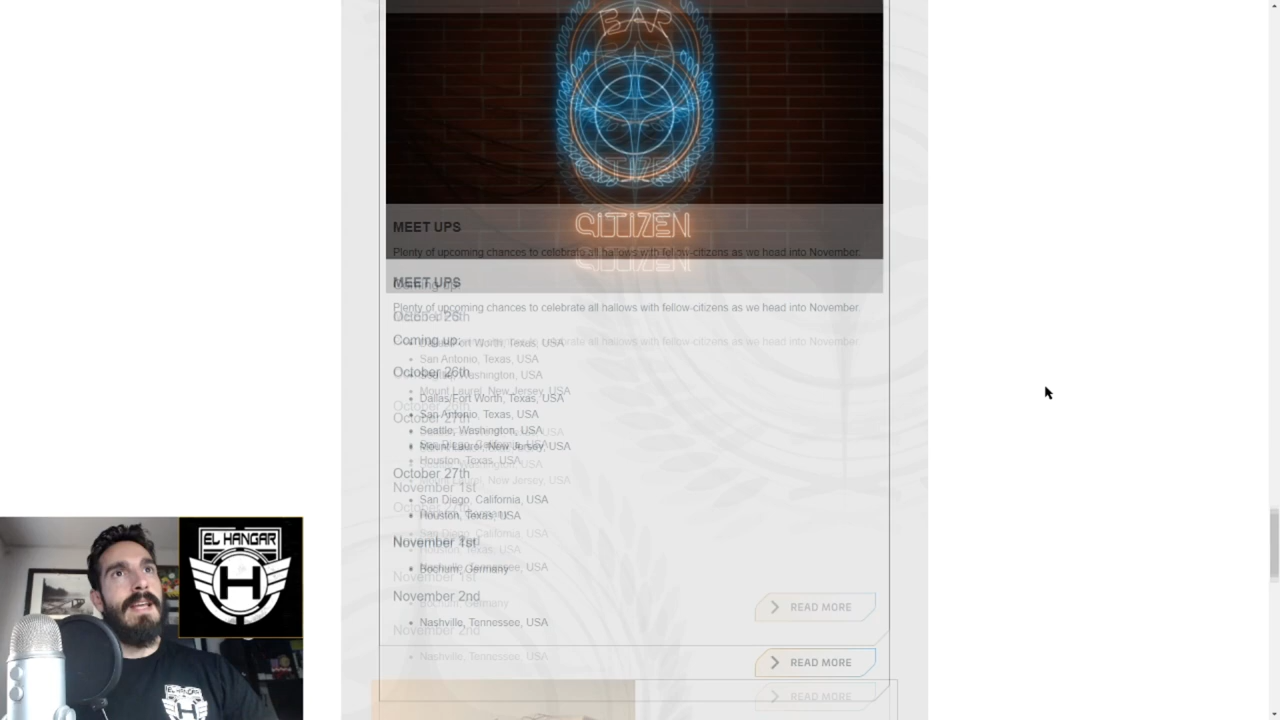 BAR
CITIZEN
MEET UPS
Plenty of upcoming chances to celebrate all hallows with fellow-citizens as we head into November.
Coming up:
October 26th
Dallas/Fort Worth, Texas, USA
San Antonio, Texas, USA
Seattle, Washington, USA
Mount Laurel, New Jersey, USA
October 27th
San Diego, California, USA
Houston, Texas, USA
November 1st
Bochum, Germany
November 2nd
Nashville, Tennessee, USA
READ MORE
EL HANGAR
H
EL HANGAR